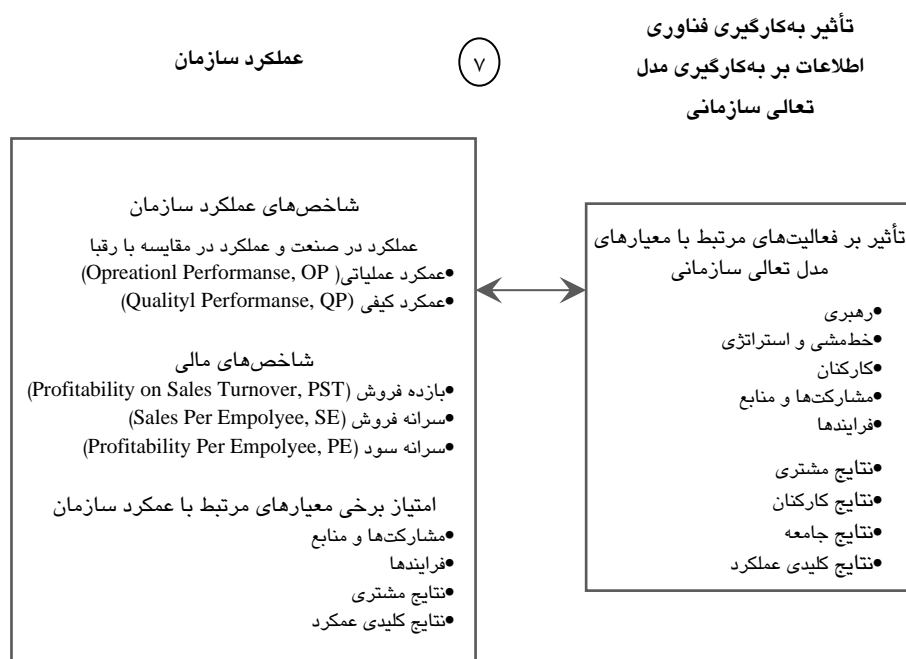 تأثیر به‌کارگیری فناوری
اطلاعات بر به‌کارگیری مدل
تعالی سازمانی
۷
عملکرد سازمان
تأثیر بر فعالیت‌های مرتبط با معیارهای
مدل تعالی سازمانی
•رهبری
•خط‌مشی و استراتژی
•کارکنان
•مشارکت‌ها و منابع
•فرایندها
•نتایج مشتری
•نتایج کارکنان
•نتایج جامعه
•نتایج کلیدی عملکرد
شاخص‌های عملکرد سازمان
عملکرد در صنعت و عملکرد در مقایسه با رقبا
•عمکرد عملیاتی( Opreationl Performanse, OP)
•عمکرد کیفی (Qualityl Performanse, QP)
شاخص‌های مالی
•بازده فروش (Profitability on Sales Turnover, PST)
•سرانه فروش (Sales Per Empolyee, SE)
•سرانه سود (Profitability Per Empolyee, PE)
امتیاز برخی معیارهای مرتبط با عمکرد سازمان
•مشارکت‌ها و منابع
•فرایندها
•نتایج مشتری
•نتایج کلیدی عمکرد